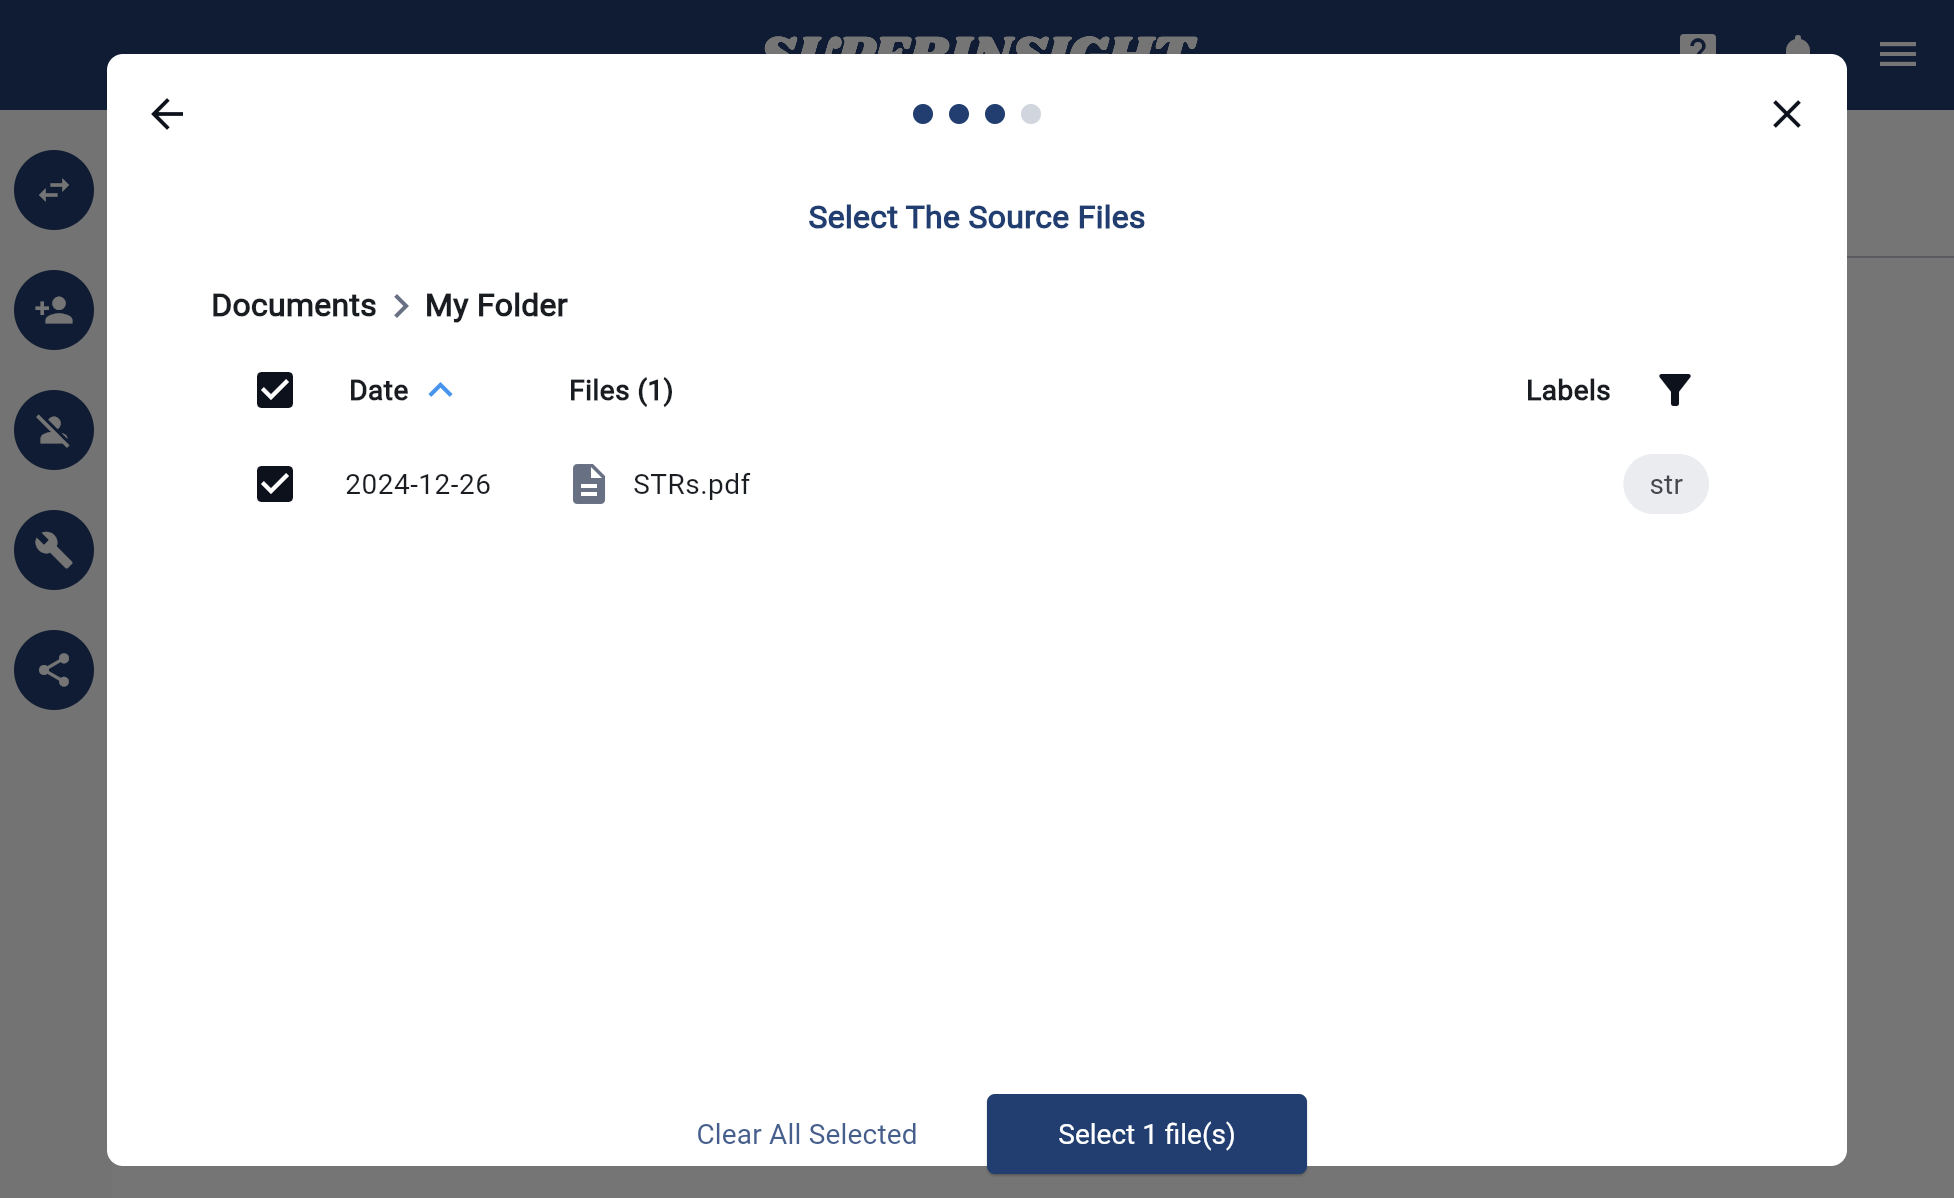 SUPERINSIGHT
Select The Source Files
Documents > My Folder
Date Files (1) Labels
2024-12-26 STRs.pdf str
Clear All Selected Select 1 file(s)